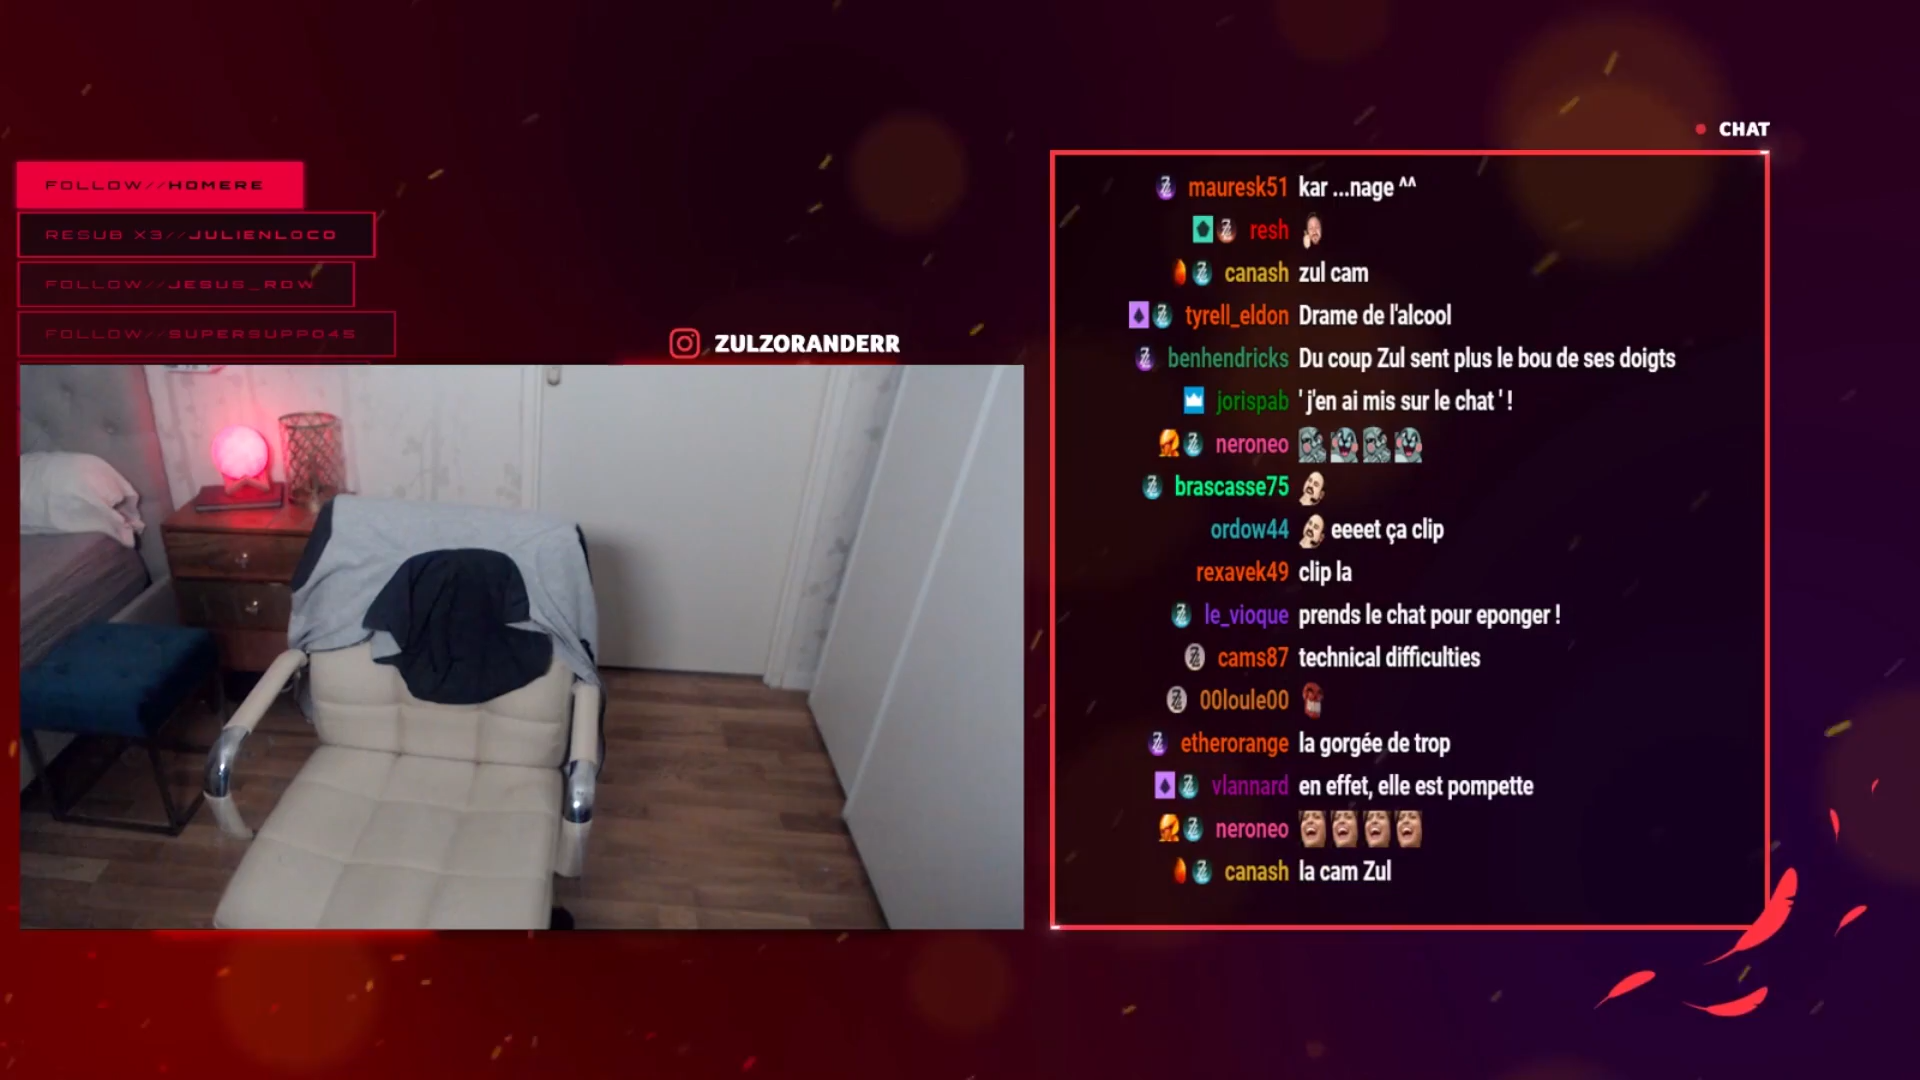 CHAT
FOLLOW//HOMERE
RESUB X3//JULIENLOCO
FOLLOW//JESUS_ROW
FOLLOW//SUPERSUPPO45
ZULZORANDERR
mauresk51 kar ...nage ^^
resh
canash zul cam
tyrell_eldon Drame de l'alcool
benhendricks Du coup Zul sent plus le bou de ses doigts
jorispab ' j'en ai mis sur le chat ' !
neroneo
brascasse75
ordow44 eeeet ça clip
rexavek49 clip la
le_vioque prends le chat pour eponger !
cams87 technical difficulties
00loule00
etherorange la gorgée de trop
vlannard en effet, elle est pompette
neroneo
canash la cam Zul